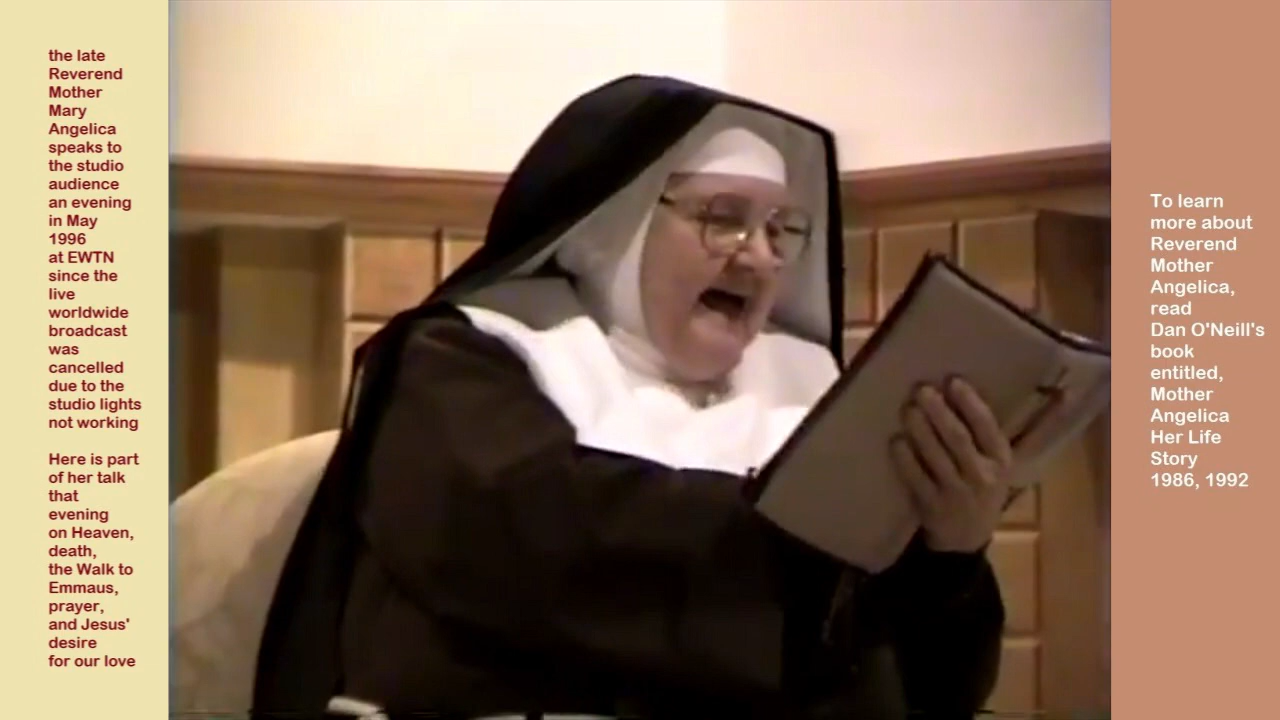 the late
Reverend
Mother
Mary
Angelica
speaks to
the studio
audience
an evening
in May
1996
at EWTN
since the
live
worldwide
broadcast
was
cancelled
due to the
studio lights
not working
Here is part
of her talk
that
evening
on Heaven,
death,
the Walk to
Emmaus,
prayer,
and Jesus'
desire
for our love
To learn
more about
Reverend
Mother
Angelica,
read
Dan O'Neill's
book
entitled,
Mother
Angelica
Her Life
Story
1986, 1992